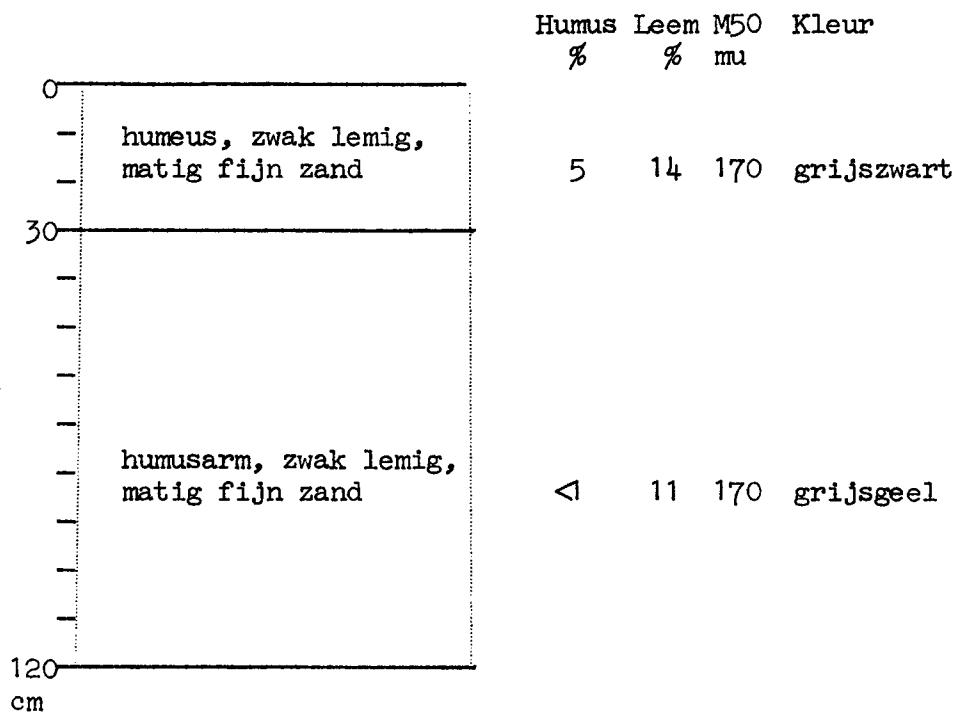 Humus Leem M50 Kleur
% % mu
0
humeus, zwak lemig,
matig fijn zand 5 14 170 grijszwart
30
humusarm, zwak lemig,
matig fijn zand <1 11 170 grijsgeel
120
cm